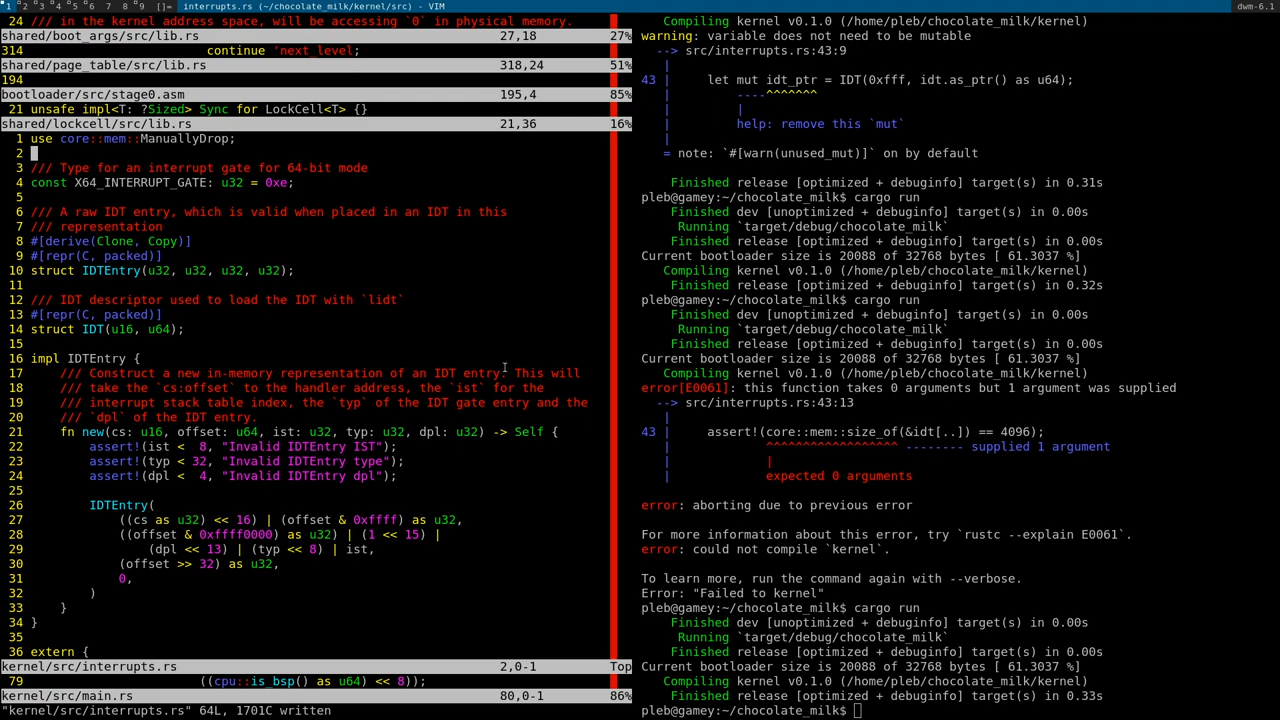 1 2 3 4 5 6 7 8 9 []= interrupts.rs (~/chocolate_milk/kernel/src) - VIM dwm-6.1
24 /// in the kernel address space, will be accessing `0` in physical memory.
shared/boot_args/src/lib.rs 27,18 27%
314 continue 'next_level;
shared/page_table/src/lib.rs 318,24 51%
194
bootloader/src/stage0.asm 195,4 85%
21 unsafe impl<T: ?Sized> Sync for LockCell<T> {}
shared/lockcell/src/lib.rs 21,36 16%
1 use core::mem::ManuallyDrop;
2
3 /// Type for an interrupt gate for 64-bit mode
4 const X64_INTERRUPT_GATE: u32 = 0xe;
5
6 /// A raw IDT entry, which is valid when placed in an IDT in this
7 /// representation
8 #[derive(Clone, Copy)]
9 #[repr(C, packed)]
10 struct IDTEntry(u32, u32, u32, u32);
11
12 /// IDT descriptor used to load the IDT with `lidt`
13 #[repr(C, packed)]
14 struct IDT(u16, u64);
15
16 impl IDTEntry {
17     /// Construct a new in-memory representation of an IDT entry. This will
18     /// take the `cs:offset` to the handler address, the `ist` for the
19     /// interrupt stack table index, the `typ` of the IDT gate entry and the
20     /// `dpl` of the IDT entry.
21     fn new(cs: u16, offset: u64, ist: u32, typ: u32, dpl: u32) -> Self {
22         assert!(ist <  8, "Invalid IDTEntry IST");
23         assert!(typ < 32, "Invalid IDTEntry type");
24         assert!(dpl <  4, "Invalid IDTEntry dpl");
25
26         IDTEntry(
27             ((cs as u32) << 16) | (offset & 0xffff) as u32,
28             ((offset & 0xffff0000) as u32) | (1 << 15) |
29                 (dpl << 13) | (typ << 8) | ist,
30             (offset >> 32) as u32,
31             0,
32         )
33     }
34 }
35
36 extern {
kernel/src/interrupts.rs 2,0-1 Top
79 ((cpu::is_bsp() as u64) << 8));
kernel/src/main.rs 80,0-1 86%
"kernel/src/interrupts.rs" 64L, 1701C written
Compiling kernel v0.1.0 (/home/pleb/chocolate_milk/kernel)
warning: variable does not need to be mutable
  --> src/interrupts.rs:43:9
   |
43 |     let mut idt_ptr = IDT(0xfff, idt.as_ptr() as u64);
   |         ----^^^^^^^
   |         |
   |         help: remove this `mut`
   |
   = note: `#[warn(unused_mut)]` on by default
Finished release [optimized + debuginfo] target(s) in 0.31s
pleb@gamey:~/chocolate_milk$ cargo run
Finished dev [unoptimized + debuginfo] target(s) in 0.00s
Running `target/debug/chocolate_milk`
Finished release [optimized + debuginfo] target(s) in 0.00s
Current bootloader size is 20088 of 32768 bytes [ 61.3037 %]
Compiling kernel v0.1.0 (/home/pleb/chocolate_milk/kernel)
Finished release [optimized + debuginfo] target(s) in 0.32s
pleb@gamey:~/chocolate_milk$ cargo run
Finished dev [unoptimized + debuginfo] target(s) in 0.00s
Running `target/debug/chocolate_milk`
Finished release [optimized + debuginfo] target(s) in 0.00s
Current bootloader size is 20088 of 32768 bytes [ 61.3037 %]
Compiling kernel v0.1.0 (/home/pleb/chocolate_milk/kernel)
error[E0061]: this function takes 0 arguments but 1 argument was supplied
  --> src/interrupts.rs:43:13
   |
43 |     assert!(core::mem::size_of(&idt[..]) == 4096);
   |             ^^^^^^^^^^^^^^^^^^ -------- supplied 1 argument
   |             |
   |             expected 0 arguments
error: aborting due to previous error
For more information about this error, try `rustc --explain E0061`.
error: could not compile `kernel`.
To learn more, run the command again with --verbose.
Error: "Failed to kernel"
pleb@gamey:~/chocolate_milk$ cargo run
Finished dev [unoptimized + debuginfo] target(s) in 0.00s
Running `target/debug/chocolate_milk`
Finished release [optimized + debuginfo] target(s) in 0.00s
Current bootloader size is 20088 of 32768 bytes [ 61.3037 %]
Compiling kernel v0.1.0 (/home/pleb/chocolate_milk/kernel)
Finished release [optimized + debuginfo] target(s) in 0.33s
pleb@gamey:~/chocolate_milk$